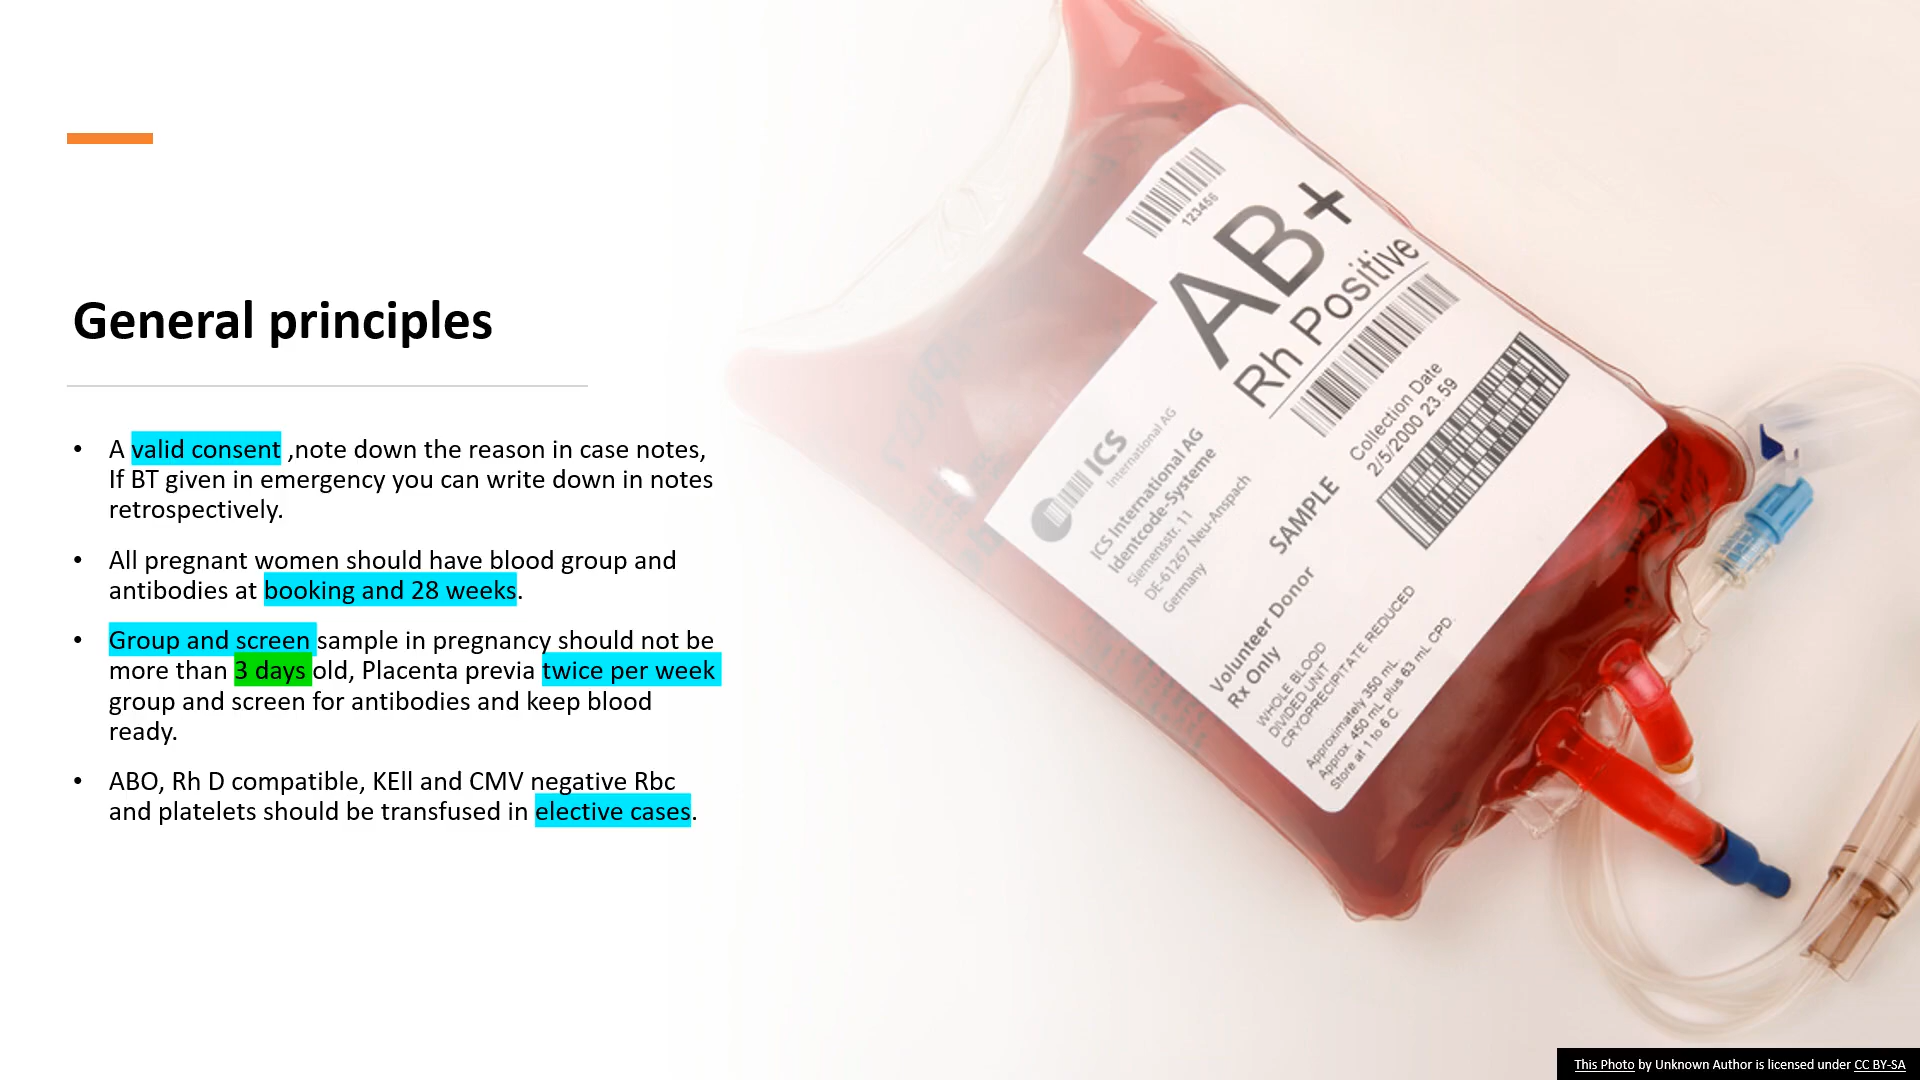 General principles
• A valid consent ,note down the reason in case notes,
If BT given in emergency you can write down in notes
retrospectively.
• All pregnant women should have blood group and
antibodies at booking and 28 weeks.
• Group and screen sample in pregnancy should not be
more than 3 days old, Placenta previa twice per week
group and screen for antibodies and keep blood
ready.
• ABO, Rh D compatible, KEll and CMV negative Rbc
and platelets should be transfused in elective cases.
123456
AB+
Rh Positive
Collection Date
2/5/2000 23.59
ICS
International AG
ICS International AG
Identcode-Systeme
Siemensstr. 11
DE-61267 Neu-Anspach
Germany
SAMPLE
Volunteer Donor
Rx Only
WHOLE BLOOD
DIVIDED UNIT
CRYOPRECIPITATE REDUCED
Approximately 350 mL
Approx. 450 mL plus 63 mL CPD.
Store at 1 to 6 C.
This Photo by Unknown Author is licensed under CC BY-SA